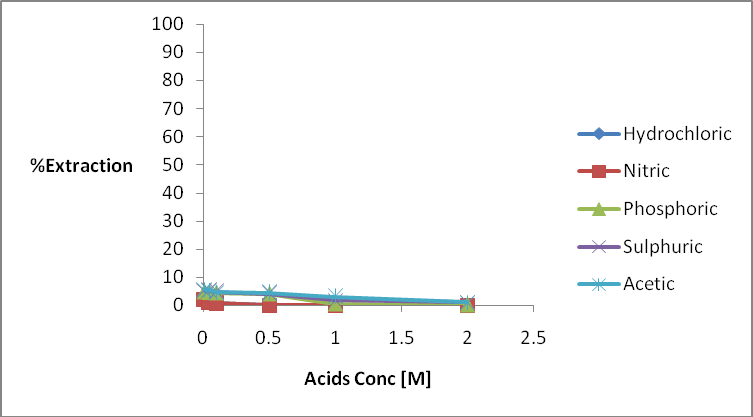 100
90
80
70
60
50
40
30
20
10
0
%Extraction
0 0.5 1 1.5 2 2.5
Acids Conc [M]
Hydrochloric
Nitric
Phosphoric
Sulphuric
Acetic